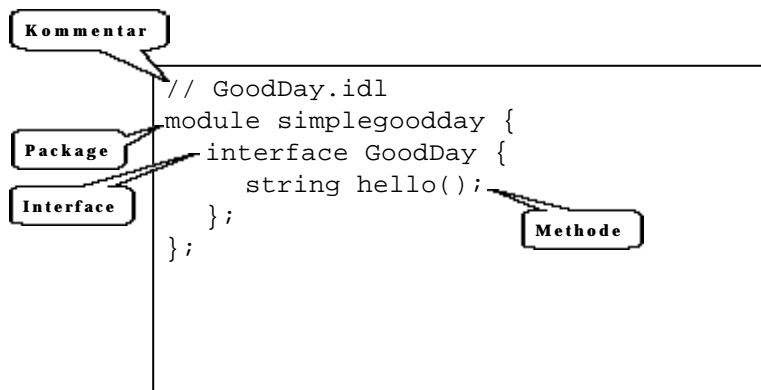 Kommentar
// GoodDay.idl
module simplegoodday {
Package
interface GoodDay {
string hello();
Interface
};
Methode
};